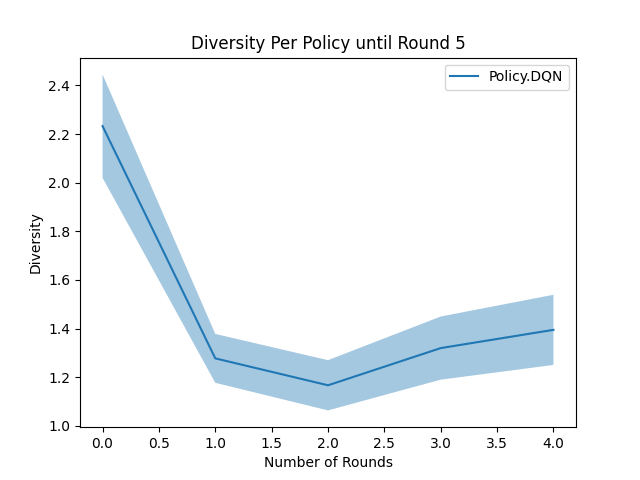 Diversity Per Policy until Round 5
Policy.DQN
Diversity
2.4
2.2
2.0
1.8
1.6
1.4
1.2
1.0
0.0 0.5 1.0 1.5 2.0 2.5 3.0 3.5 4.0
Number of Rounds